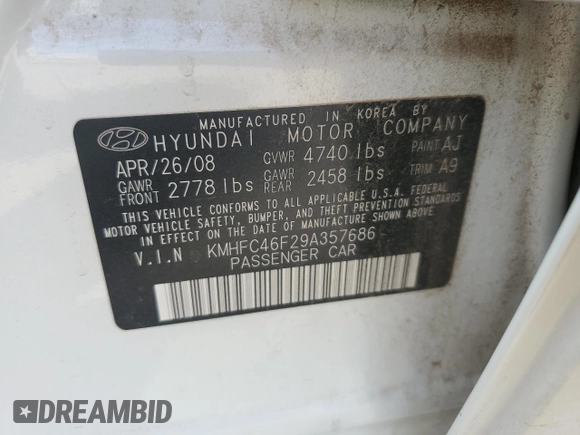 MANUFACTURED IN KOREA BY
HYUNDAI MOTOR COMPANY
APR/26/08 GVWR 4740 lbs PAINT AJ
GAWR FRONT 2778 lbs GAWR REAR 2458 lbs TRIM A9
THIS VEHICLE CONFORMS TO ALL APPLICABLE U.S.A. FEDERAL
MOTOR VEHICLE SAFETY, BUMPER, AND THEFT PREVENTION STANDARDS
IN EFFECT ON THE DATE OF MANUFACTURE SHOWN ABOVE.
V.I.N KMHFC46F29A357686
PASSENGER CAR
DREAMBID